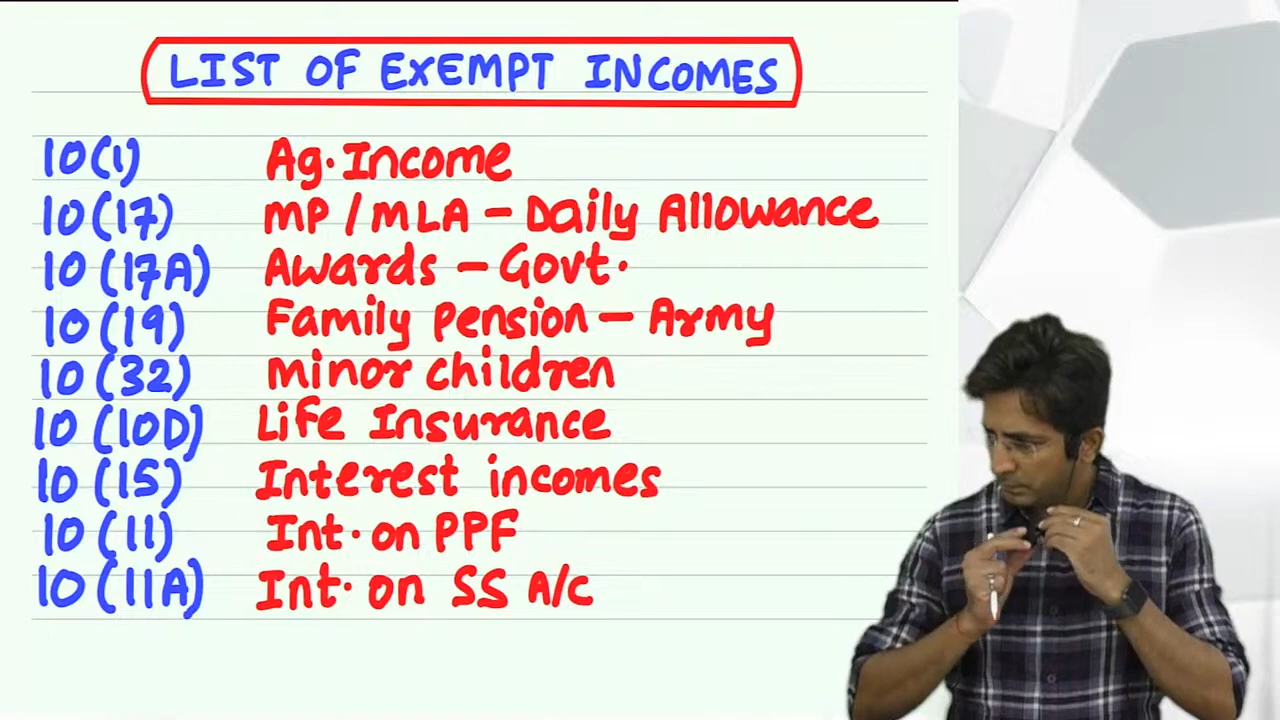 LIST OF EXEMPT INCOMES
10(1) Ag. Income
10(17) MP/MLA - Daily Allowance
10(17A) Awards - Govt.
10(19) Family pension - Army
10(32) minor children
10(10D) Life Insurance
10(15) Interest incomes
10(11) Int. on PPF
10(11A) Int. on SS A/c